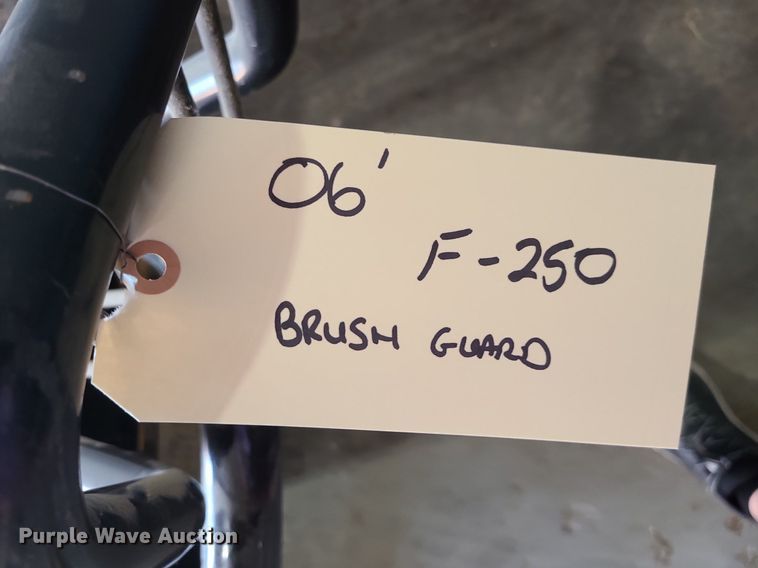 06'
F-250
BRUSH GUARD
Purple Wave Auction